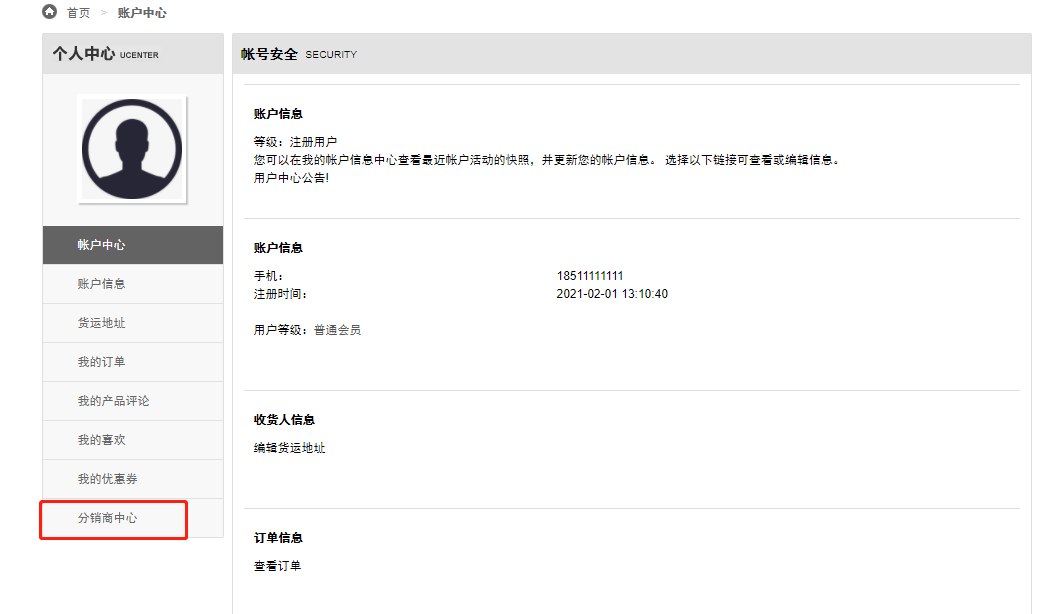 首页 > 账户中心
个人中心 UCENTER
帐户中心
账户信息
货运地址
我的订单
我的产品评论
我的喜欢
我的优惠券
分销商中心
帐号安全 SECURITY
账户信息
等级：注册用户
您可以在我的帐户信息中心查看最近帐户活动的快照，并更新您的帐户信息。 选择以下链接可查看或编辑信息。
用户中心公告!
账户信息
手机： 18511111111
注册时间： 2021-02-01 13:10:40
用户等级：普通会员
收货人信息
编辑货运地址
订单信息
查看订单